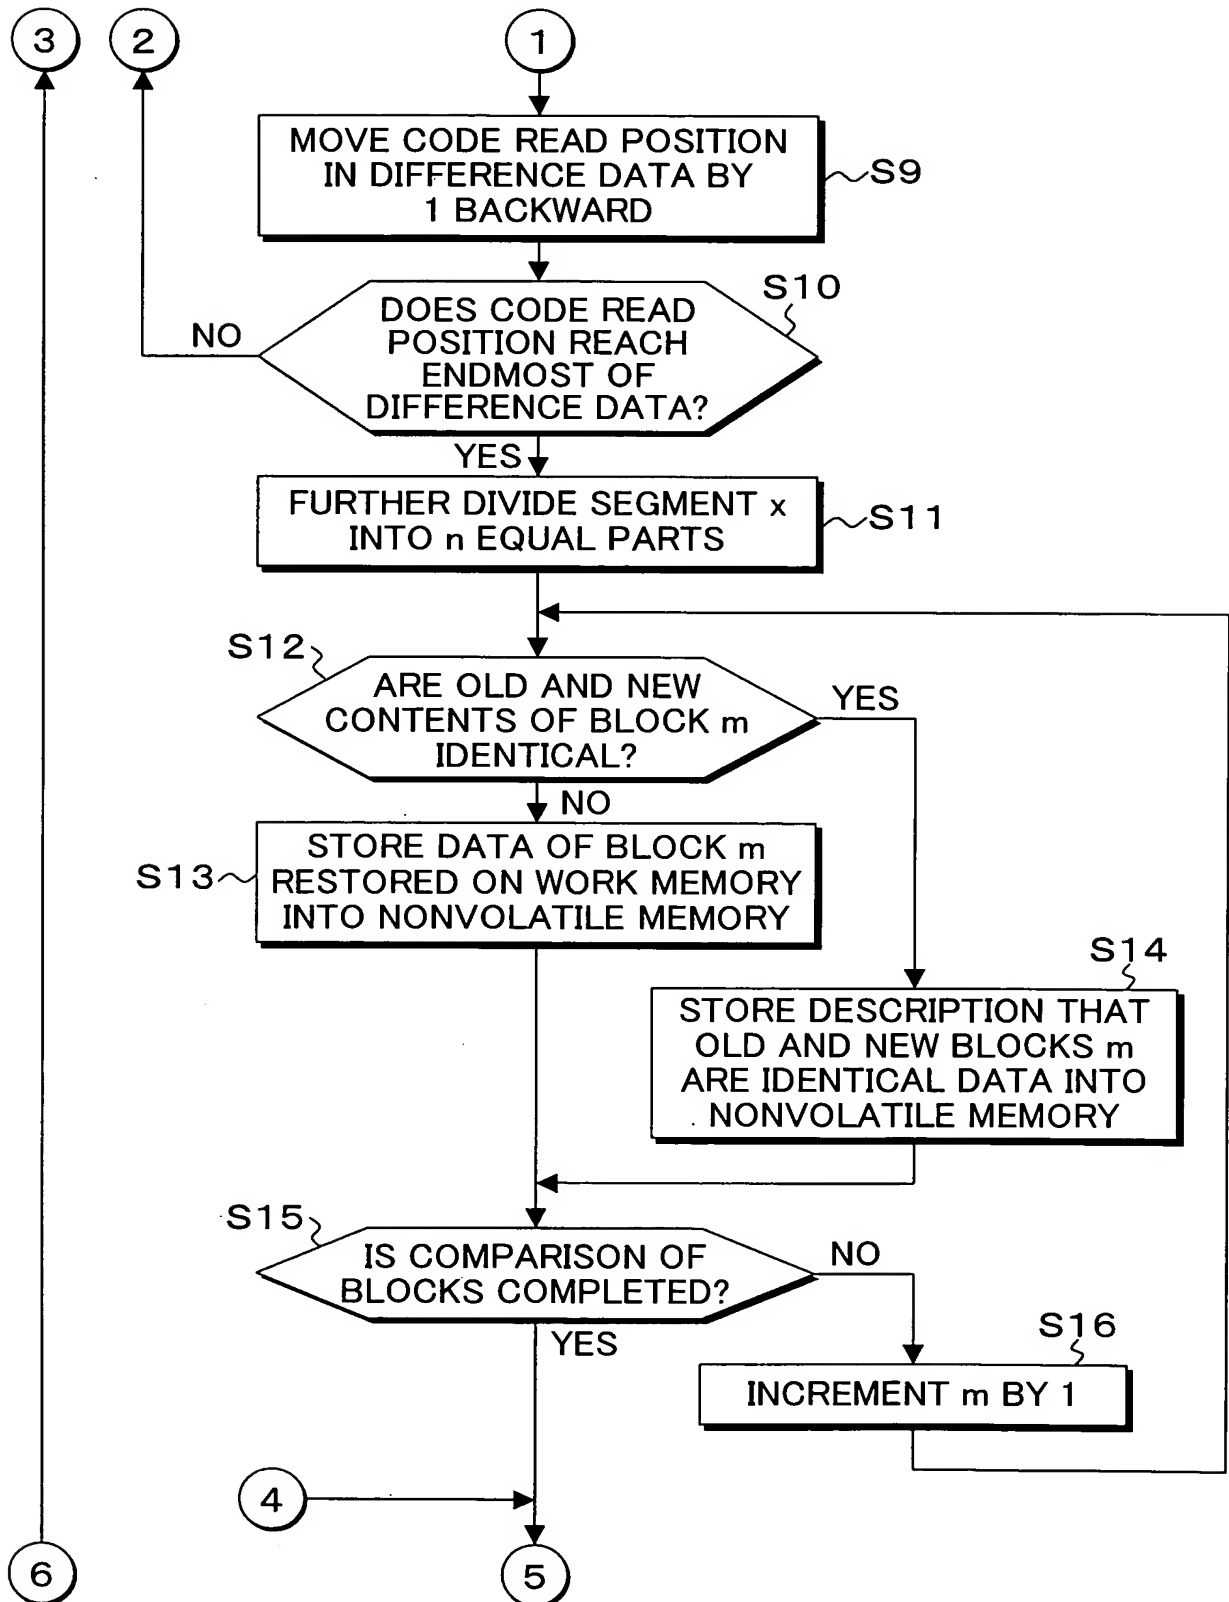 3
2
1
MOVE CODE READ POSITION
IN DIFFERENCE DATA BY
1 BACKWARD
S9
DOES CODE READ
POSITION REACH
ENDMOST OF
DIFFERENCE DATA?
S10
NO
YES
FURTHER DIVIDE SEGMENT x
INTO n EQUAL PARTS
S11
S12
ARE OLD AND NEW
CONTENTS OF BLOCK m
IDENTICAL?
YES
NO
STORE DATA OF BLOCK m
RESTORED ON WORK MEMORY
INTO NONVOLATILE MEMORY
S13
S14
STORE DESCRIPTION THAT
OLD AND NEW BLOCKS m
ARE IDENTICAL DATA INTO
NONVOLATILE MEMORY
S15
IS COMPARISON OF
BLOCKS COMPLETED?
NO
YES
S16
INCREMENT m BY 1
4
6
5